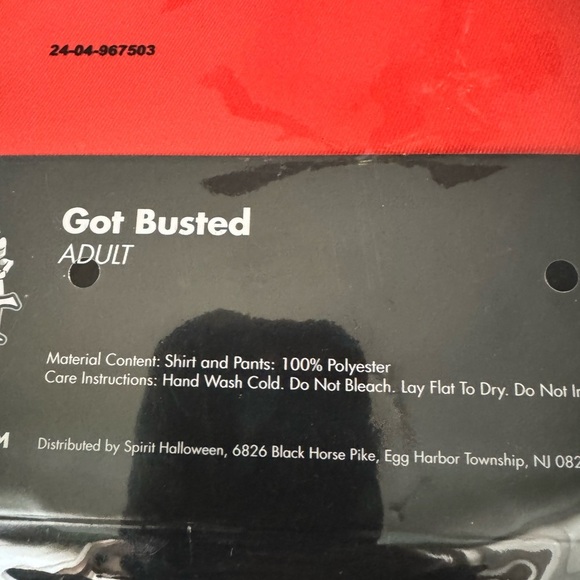 24-04-967503
Got Busted
ADULT
Material Content: Shirt and Pants: 100% Polyester
Care Instructions: Hand Wash Cold. Do Not Bleach. Lay Flat To Dry. Do Not
M
Distributed by Spirit Halloween, 6826 Black Horse Pike, Egg Harbor Township, NJ